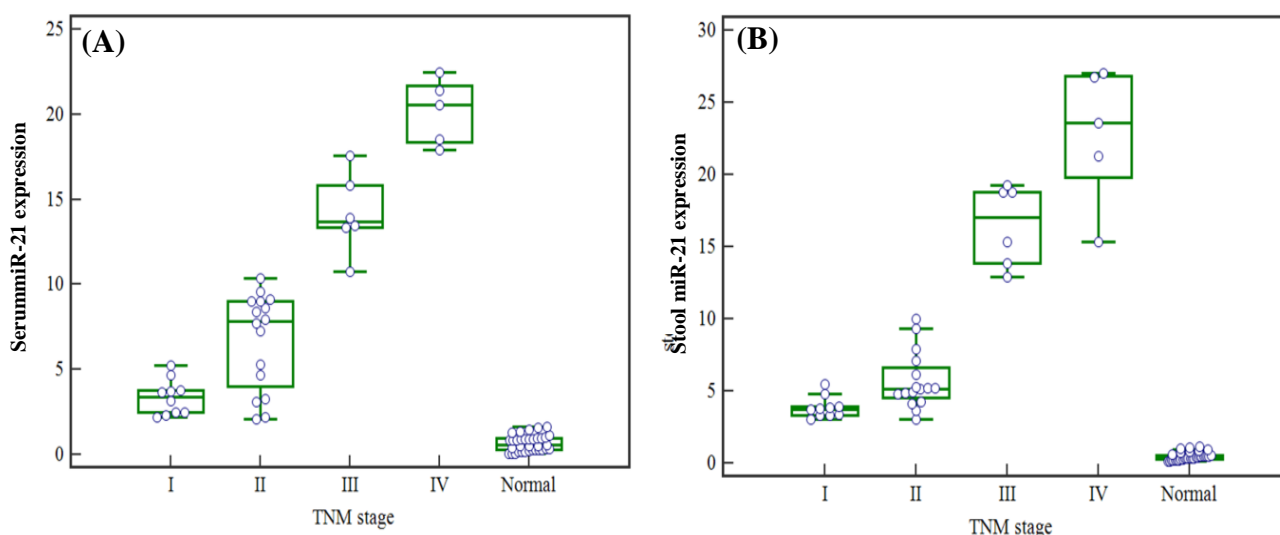 (A)
SerummiR-21 expression
25
20
15
10
5
0
I II III IV Normal
TNM stage
(B)
Stool miR-21 expression
30
25
20
15
10
5
0
I II III IV Normal
TNM stage